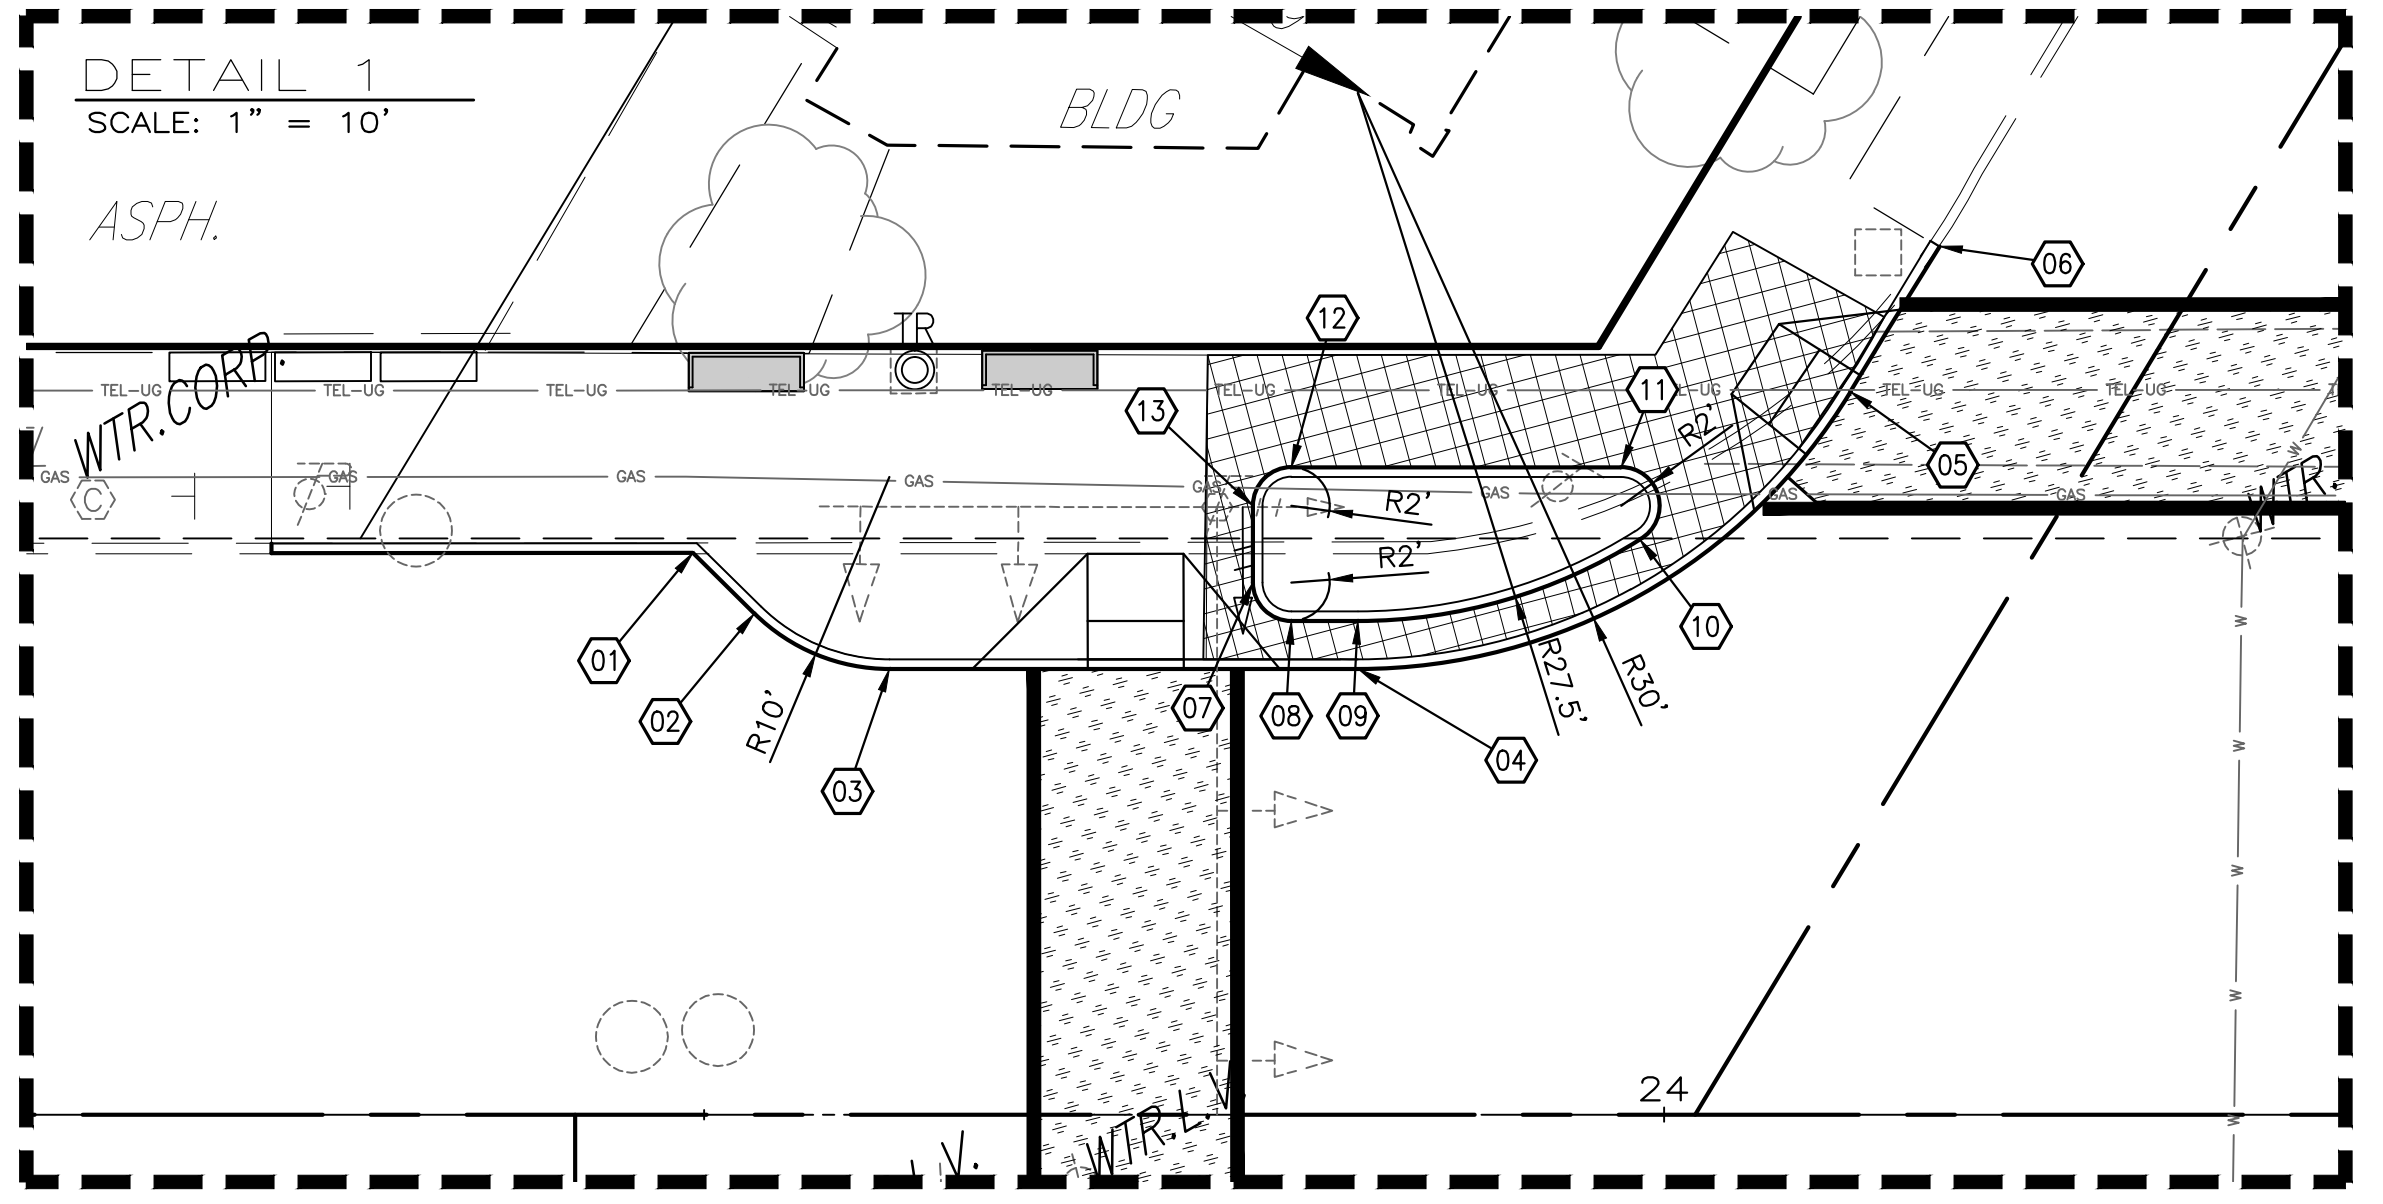 DETAIL 1
SCALE: 1” = 10’
BLDG
ASPH.
06
12
TR
WTR.CORP.
TEL-UG TEL-UG TEL-UG TEL-UG TEL-UG TEL-UG TEL-UG TEL-UG TEL-UG
13
11
R2’
05
GAS GAS GAS GAS GAS GAS GAS GAS
C
R2’
WTR.
W
R2’
01
02
R10’
03
07
08
09
04
R27.5’
R30’
10
W
W
W
W
W
24
WTR.L.V.
V.